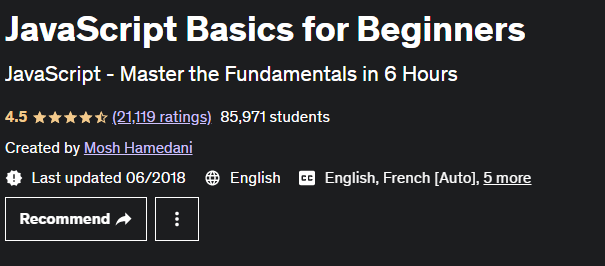 JavaScript Basics for Beginners
JavaScript - Master the Fundamentals in 6 Hours
4.5 (21,119 ratings) 85,971 students
Created by Mosh Hamedani
Last updated 06/2018 English CC English, French [Auto], 5 more
Recommend